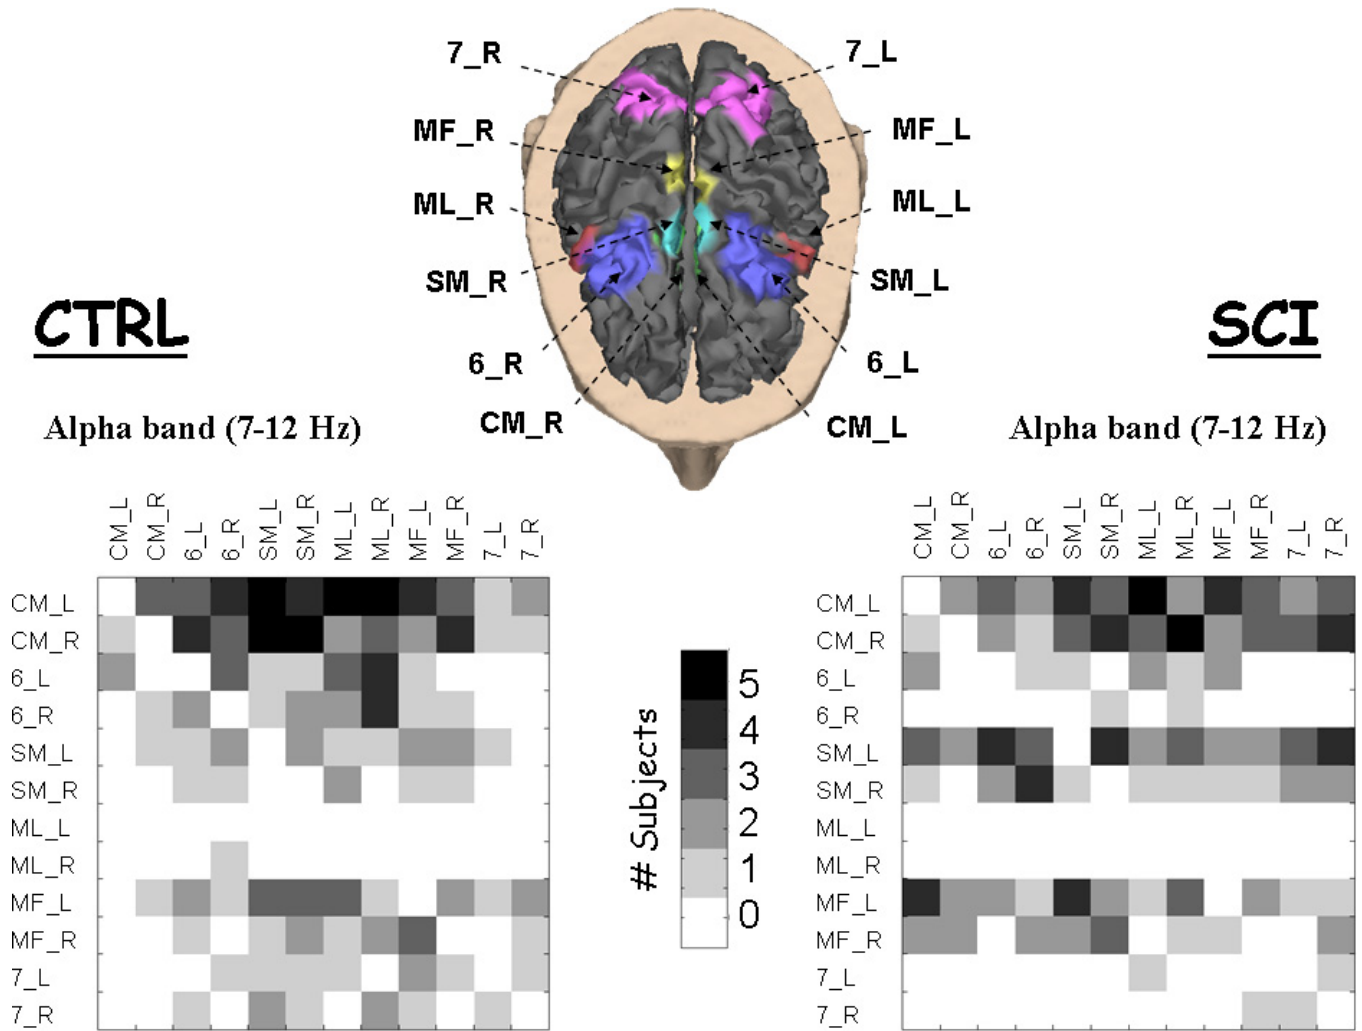 7_R 7_L
MF_R MF_L
ML_R ML_L
SM_R SM_L
CTRL SCI
6_R 6_L
CM_R CM_L
Alpha band (7-12 Hz) Alpha band (7-12 Hz)
CM_L CM_R 6_L 6_R SM_L SM_R ML_L ML_R MF_L MF_R 7_L 7_R
CM_L
CM_R
6_L
6_R
SM_L
SM_R
ML_L
ML_R
MF_L
MF_R
7_L
7_R
# Subjects
5
4
3
2
1
0
CM_L CM_R 6_L 6_R SM_L SM_R ML_L ML_R MF_L MF_R 7_L 7_R
CM_L
CM_R
6_L
6_R
SM_L
SM_R
ML_L
ML_R
MF_L
MF_R
7_L
7_R